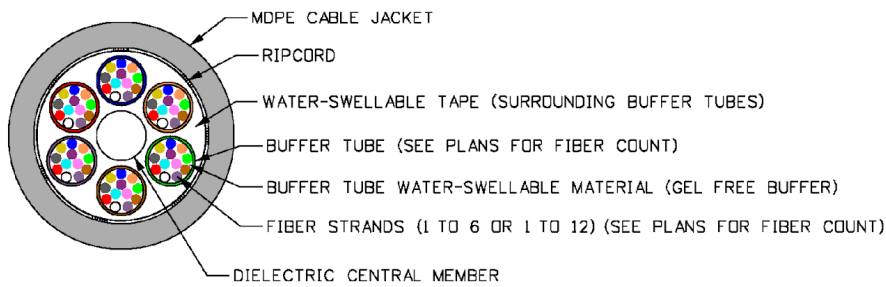 MDPE CABLE JACKET
RIPCORD
WATER-SWELLABLE TAPE (SURROUNDING BUFFER TUBES)
BUFFER TUBE (SEE PLANS FOR FIBER COUNT)
BUFFER TUBE WATER-SWELLABLE MATERIAL (GEL FREE BUFFER)
FIBER STRANDS (1 TO 6 OR 1 TO 12) (SEE PLANS FOR FIBER COUNT)
DIELECTRIC CENTRAL MEMBER